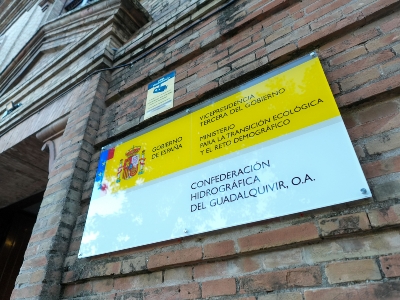 GOBIERNO
DE ESPAÑA
VICEPRESIDENCIA
TERCERA DEL GOBIERNO
MINISTERIO
PARA LA TRANSICIÓN ECOLÓGICA
Y EL RETO DEMOGRÁFICO
CONFEDERACIÓN
HIDROGRÁFICA
DEL GUADALQUIVIR, O.A.